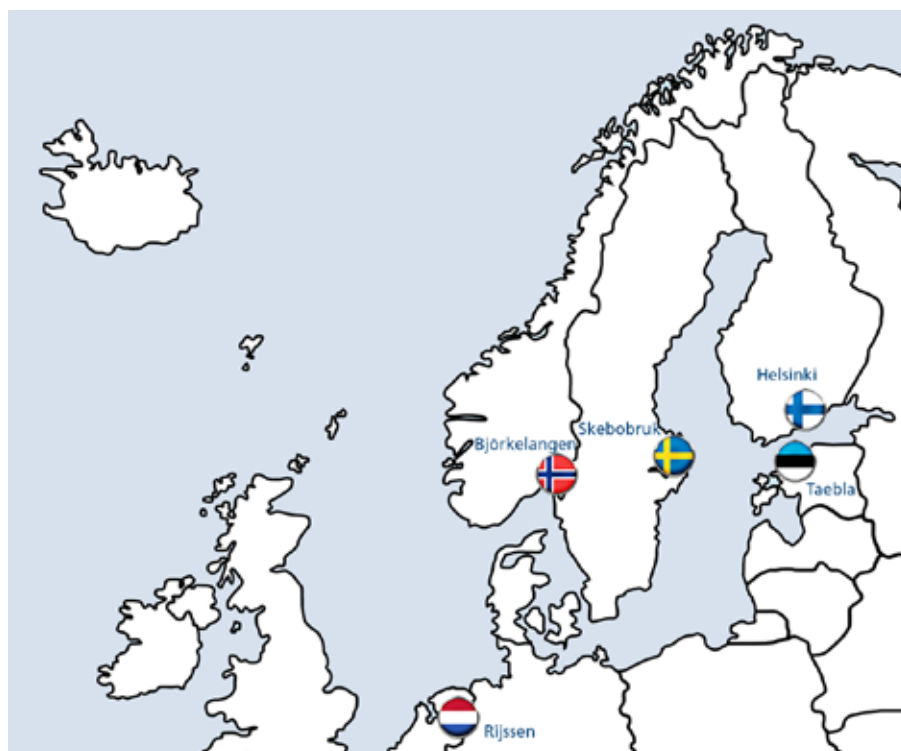 Helsinki
Skebobruk
Björkelangen
Taebla
Rijssen